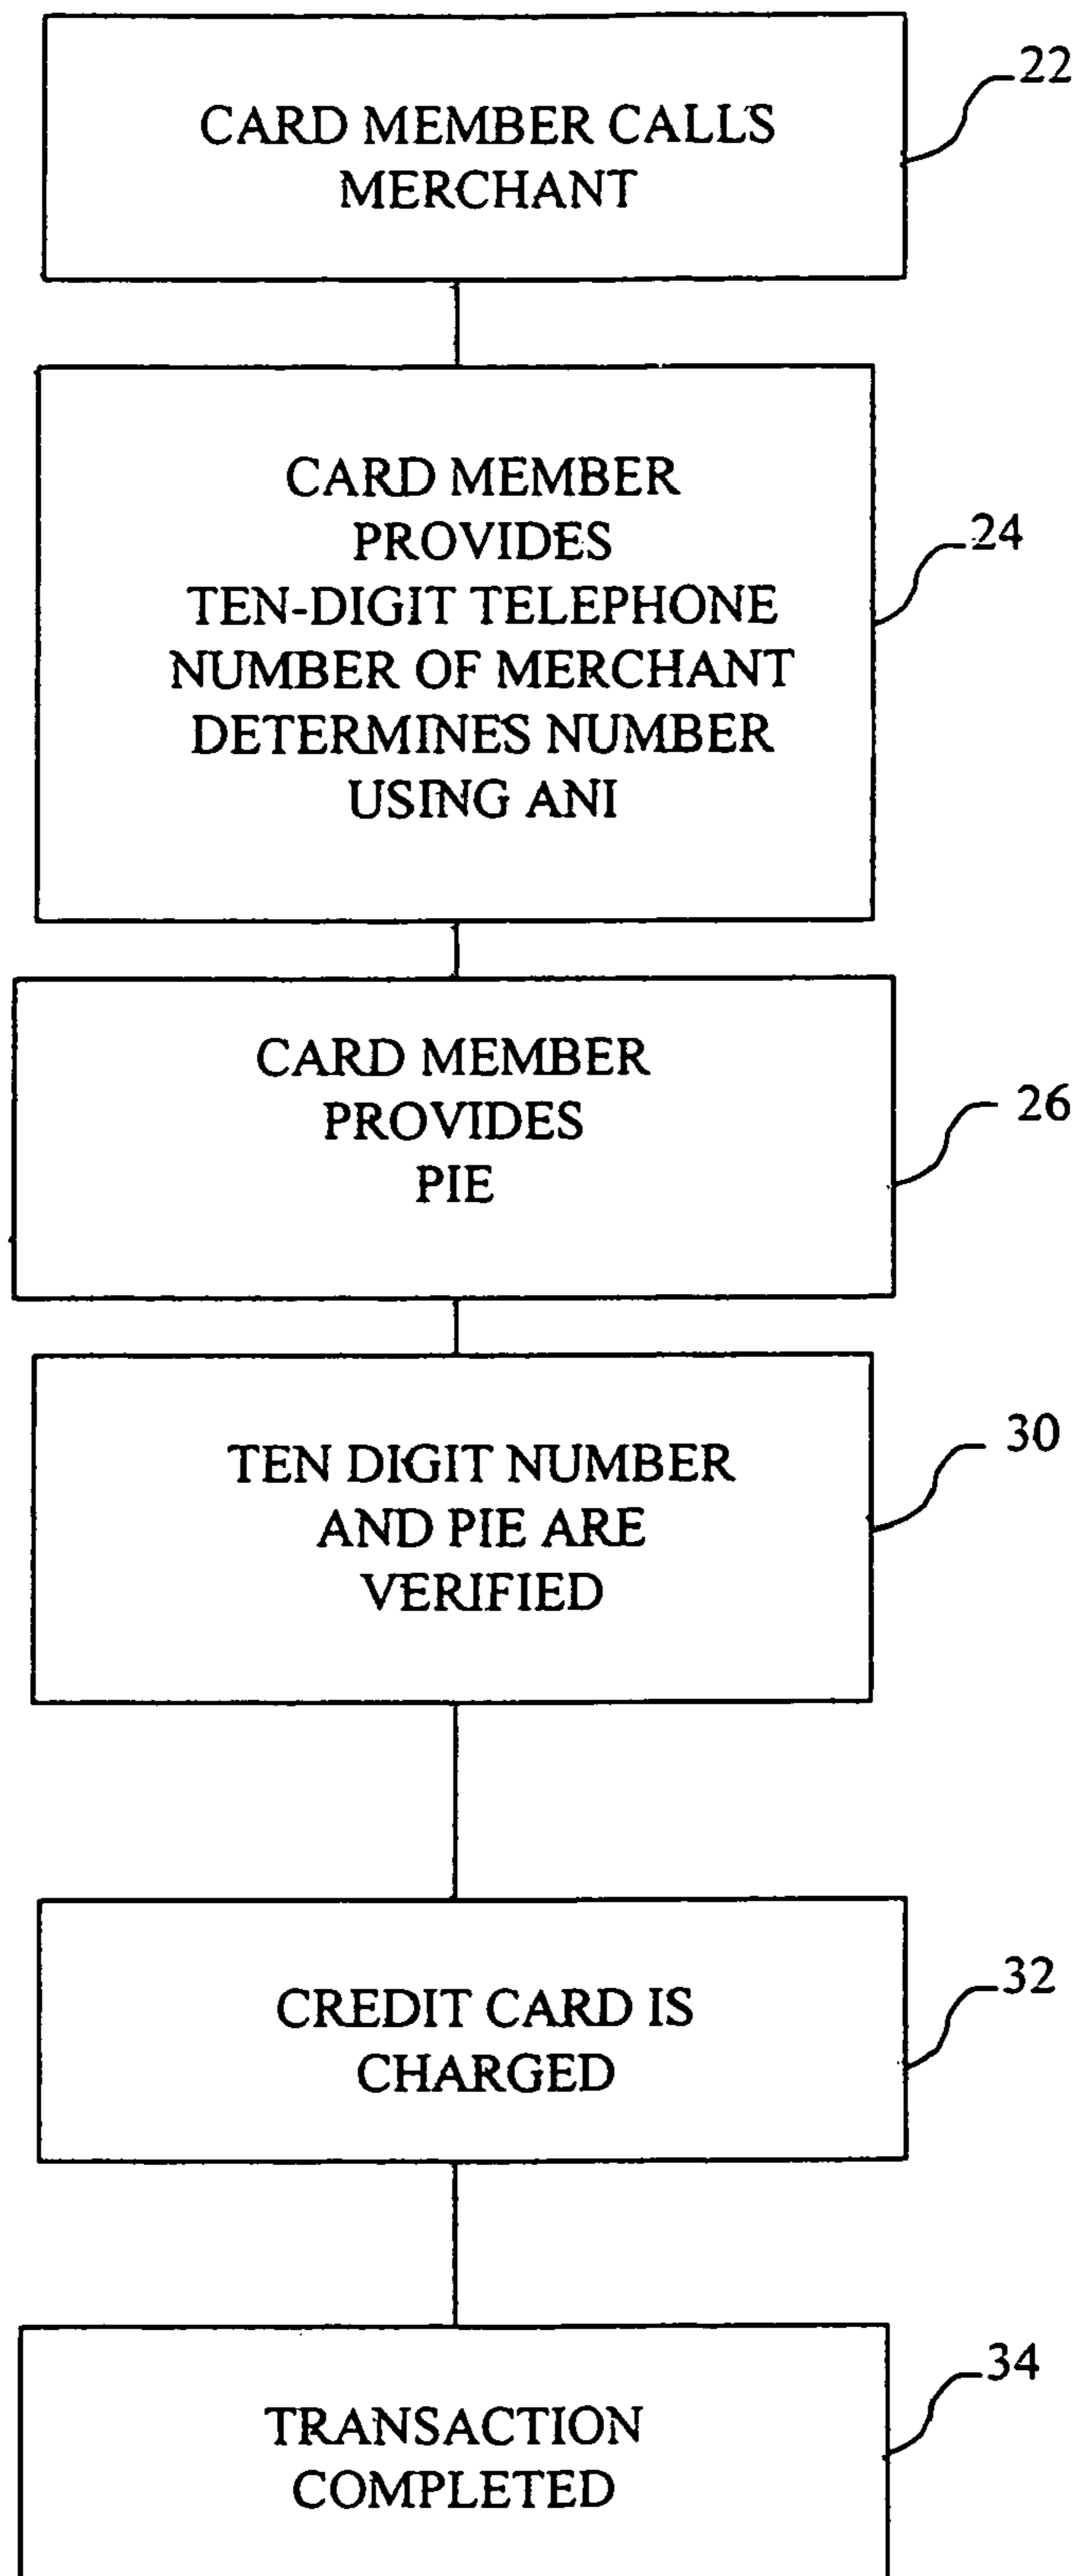 CARD MEMBER CALLS
MERCHANT
22
CARD MEMBER
PROVIDES
TEN-DIGIT TELEPHONE
NUMBER OF MERCHANT
DETERMINES NUMBER
USING ANI
24
CARD MEMBER
PROVIDES
PIE
26
TEN DIGIT NUMBER
AND PIE ARE
VERIFIED
30
CREDIT CARD IS
CHARGED
32
TRANSACTION
COMPLETED
34